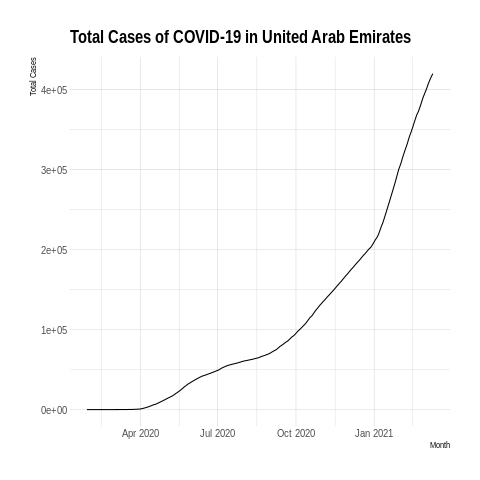 Total Cases of COVID-19 in United Arab Emirates
Total Cases
4e+05
3e+05
2e+05
1e+05
0e+00
Apr 2020 Jul 2020 Oct 2020 Jan 2021
Month